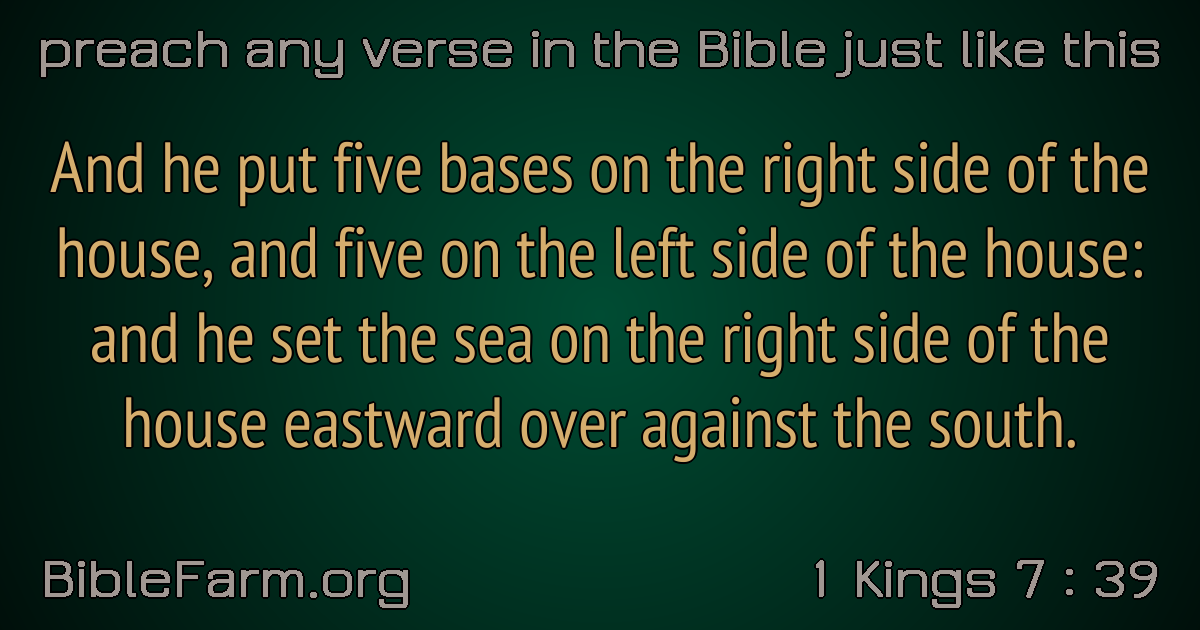 preach any verse in the Bible just like this
And he put five bases on the right side of the
house, and five on the left side of the house:
and he set the sea on the right side of the
house eastward over against the south.
BibleFarm.org
1 Kings 7 : 39